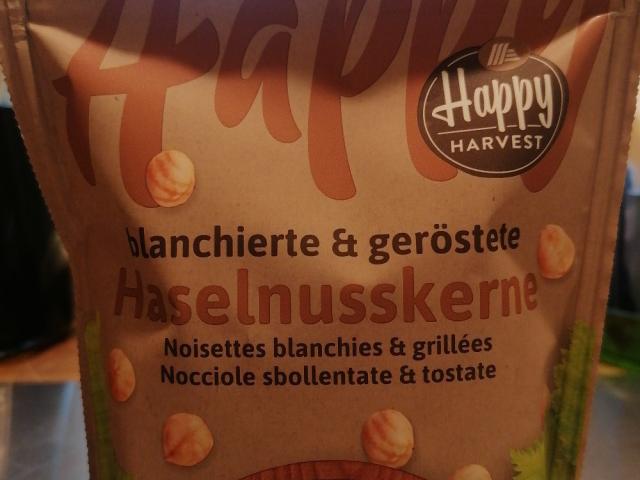 Happy
Happy
HARVEST
blanchierte & geröstete
Haselnusskerne
Noisettes blanchies & grillées
Nocciole sbollentate & tostate